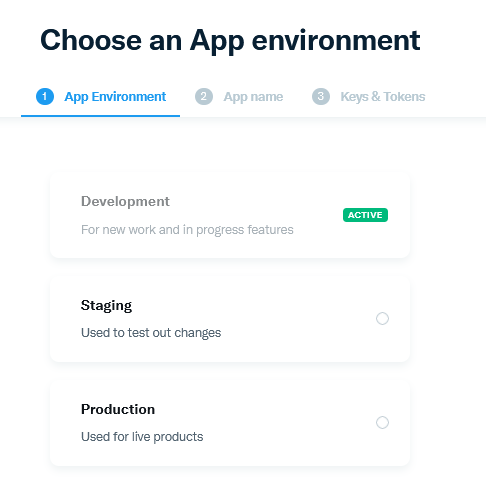 Choose an App environment
1 App Environment 2 App name 3 Keys & Tokens
Development
ACTIVE
For new work and in progress features
Staging
Used to test out changes
Production
Used for live products